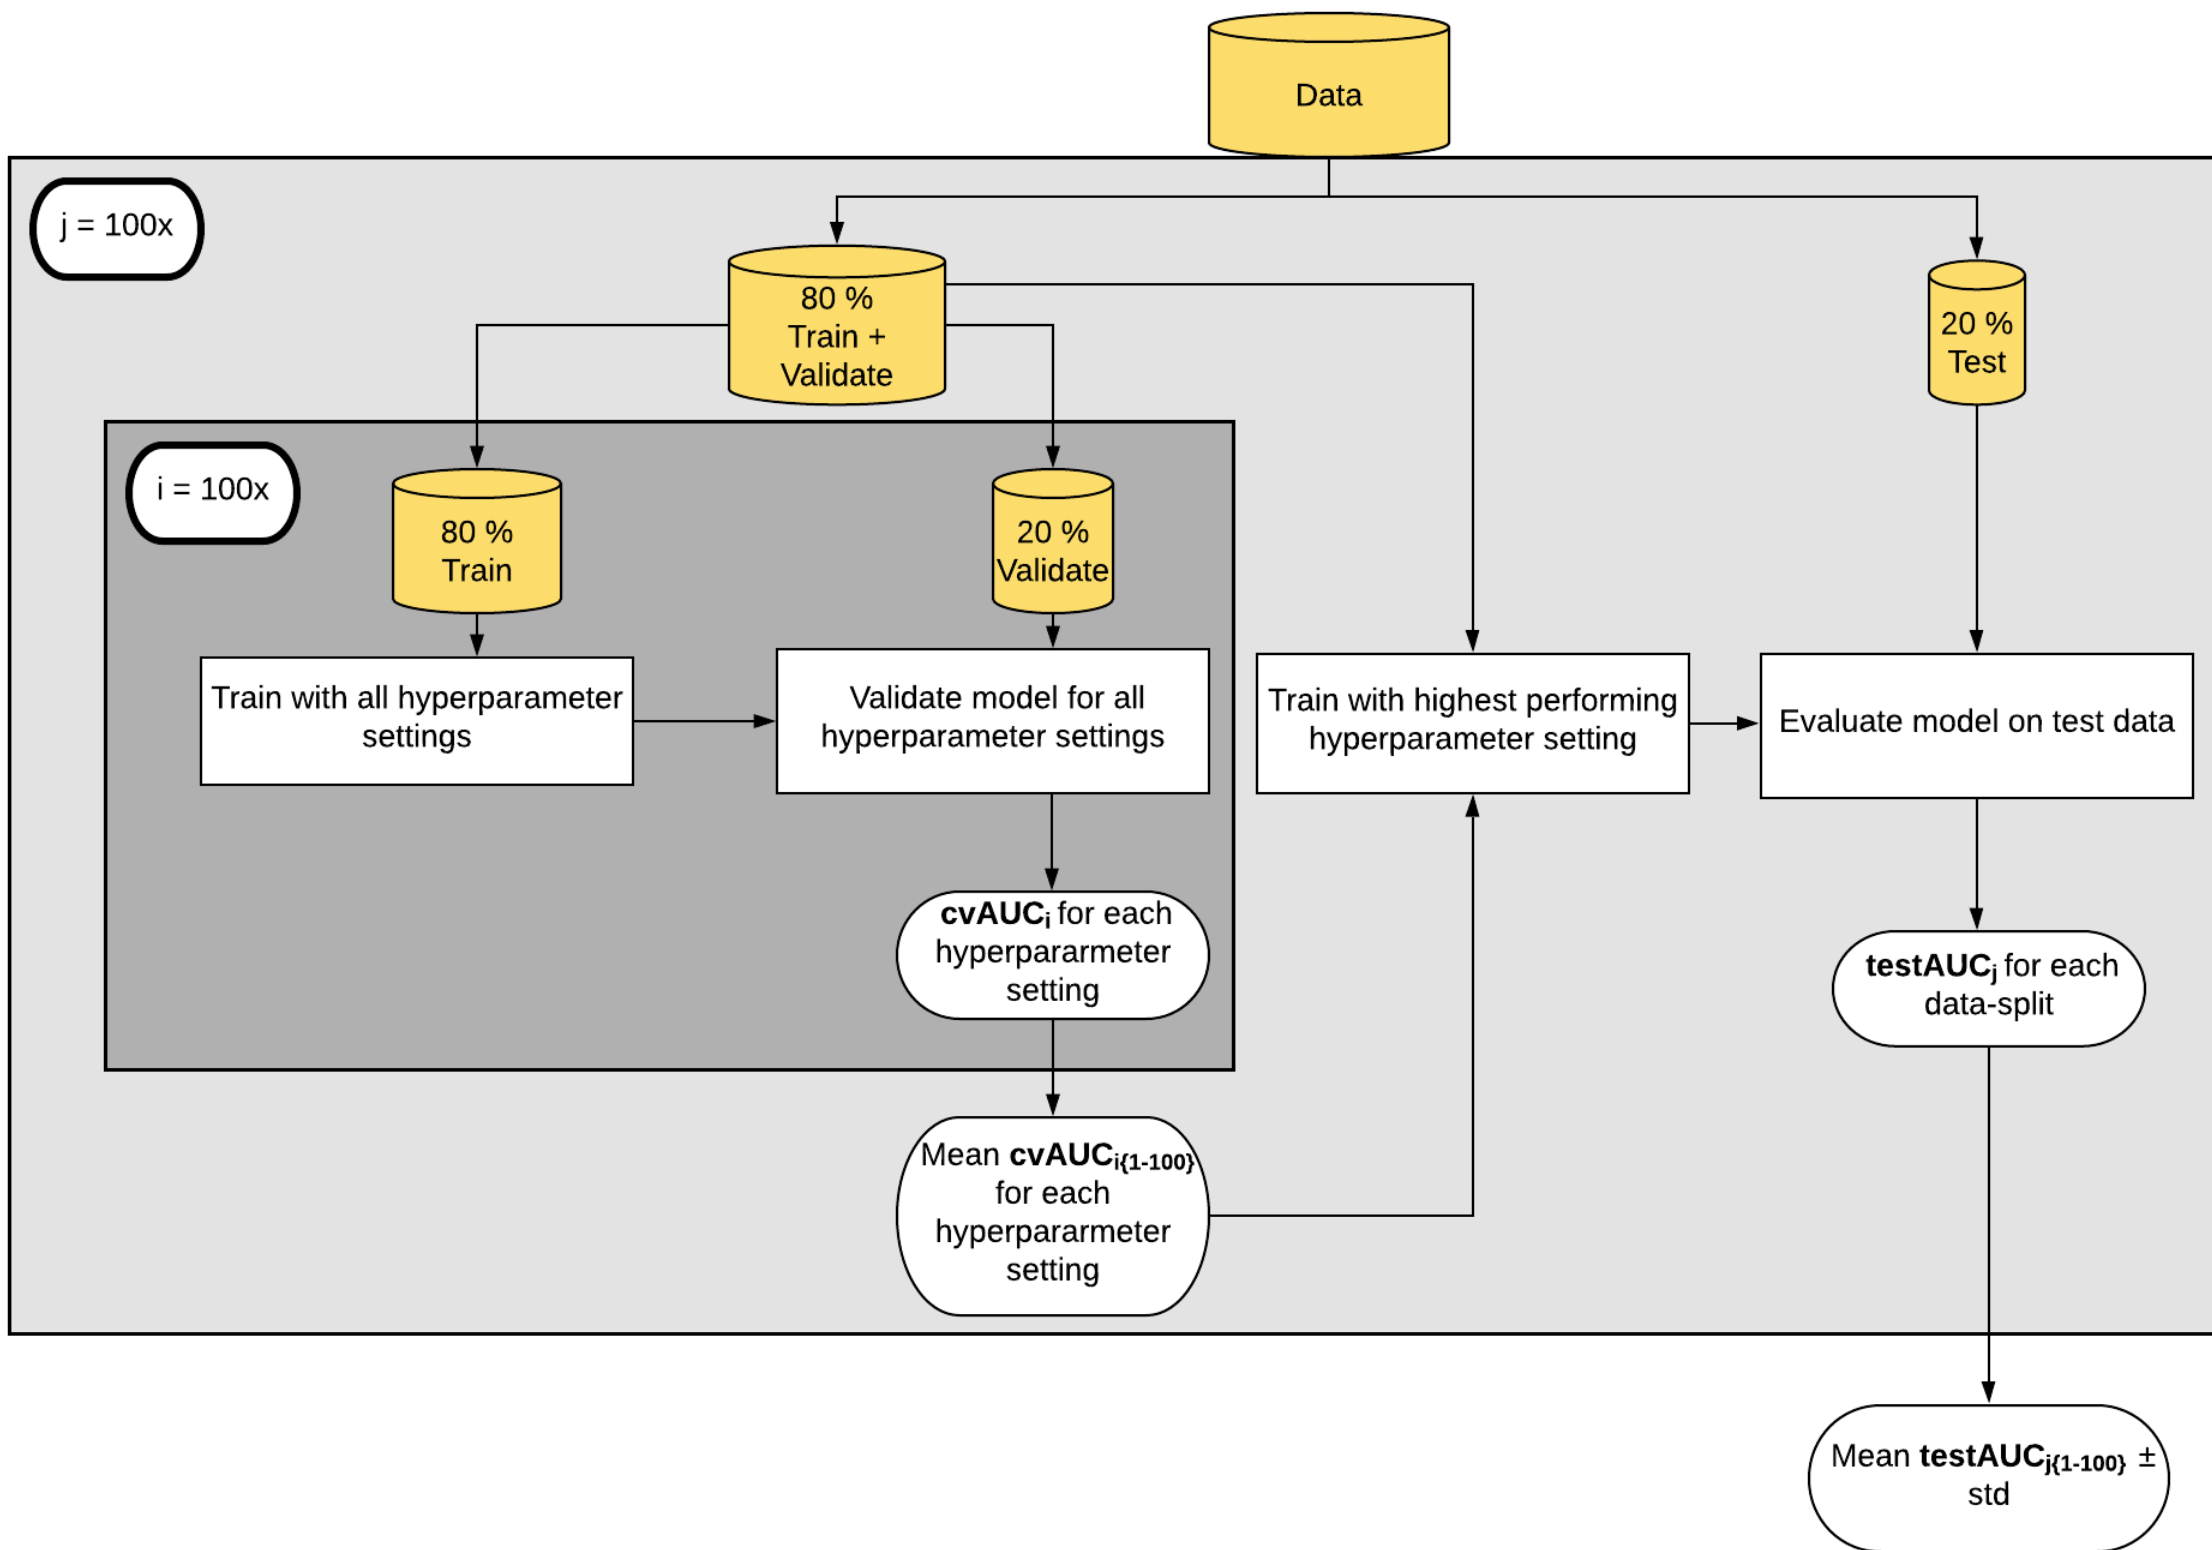 Data
j = 100x
80 %
Train +
Validate
20 %
Test
i = 100x
80 %
Train
20 %
Validate
Train with all hyperparameter
settings
Validate model for all
hyperparameter settings
Train with highest performing
hyperparameter setting
Evaluate model on test data
cvAUCi for each
hyperpararmeter
setting
testAUCj for each
data-split
Mean cvAUCi{1-100}
for each
hyperpararmeter
setting
Mean testAUCj{1-100} ±
std